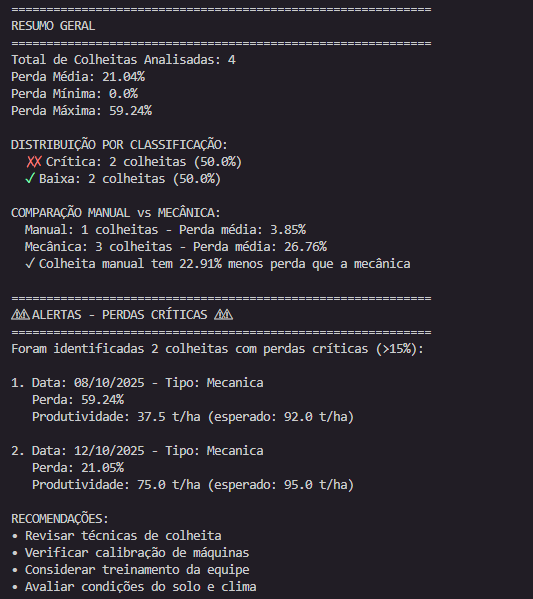 ============================================================
RESUMO GERAL
============================================================
Total de Colheitas Analisadas: 4
Perda Média: 21.04%
Perda Mínima: 0.0%
Perda Máxima: 59.24%

DISTRIBUIÇÃO POR CLASSIFICAÇÃO:
  ✗✗ Crítica: 2 colheitas (50.0%)
  ✓ Baixa: 2 colheitas (50.0%)

COMPARAÇÃO MANUAL vs MECÂNICA:
  Manual: 1 colheitas - Perda média: 3.85%
  Mecânica: 3 colheitas - Perda média: 26.76%
  ✓ Colheita manual tem 22.91% menos perda que a mecânica

============================================================
⚠⚠ ALERTAS - PERDAS CRÍTICAS ⚠⚠
============================================================
Foram identificadas 2 colheitas com perdas críticas (>15%):

1. Data: 08/10/2025 - Tipo: Mecanica
   Perda: 59.24%
   Produtividade: 37.5 t/ha (esperado: 92.0 t/ha)

2. Data: 12/10/2025 - Tipo: Mecanica
   Perda: 21.05%
   Produtividade: 75.0 t/ha (esperado: 95.0 t/ha)

RECOMENDAÇÕES:
• Revisar técnicas de colheita
• Verificar calibração de máquinas
• Considerar treinamento da equipe
• Avaliar condições do solo e clima